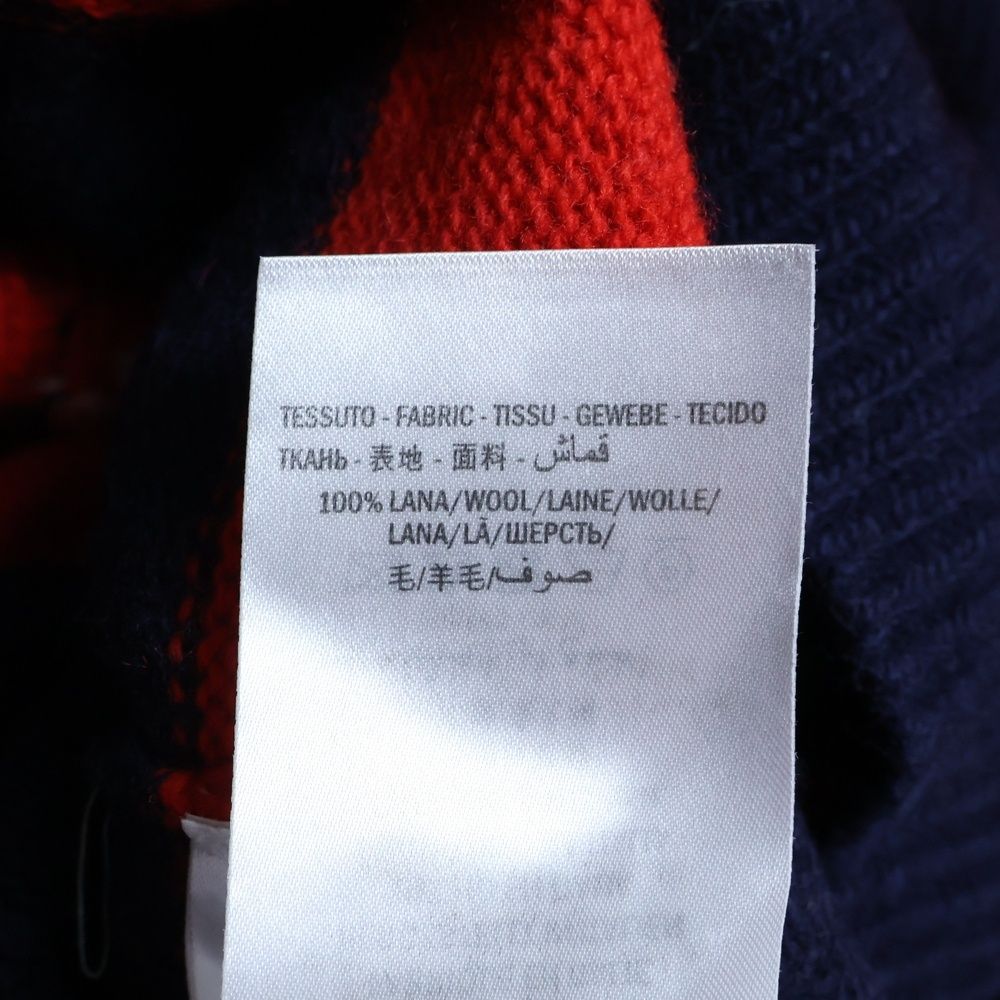 TESSUTO - FABRIC - TISSU - GEWEBE - TECIDO
ТКАНЬ - 表地 - 面料 - قماش
100% LANA/WOOL/LAINE/WOLLE/
LANA/LÃ/ШЕРСТЬ/
毛/羊毛/صوف